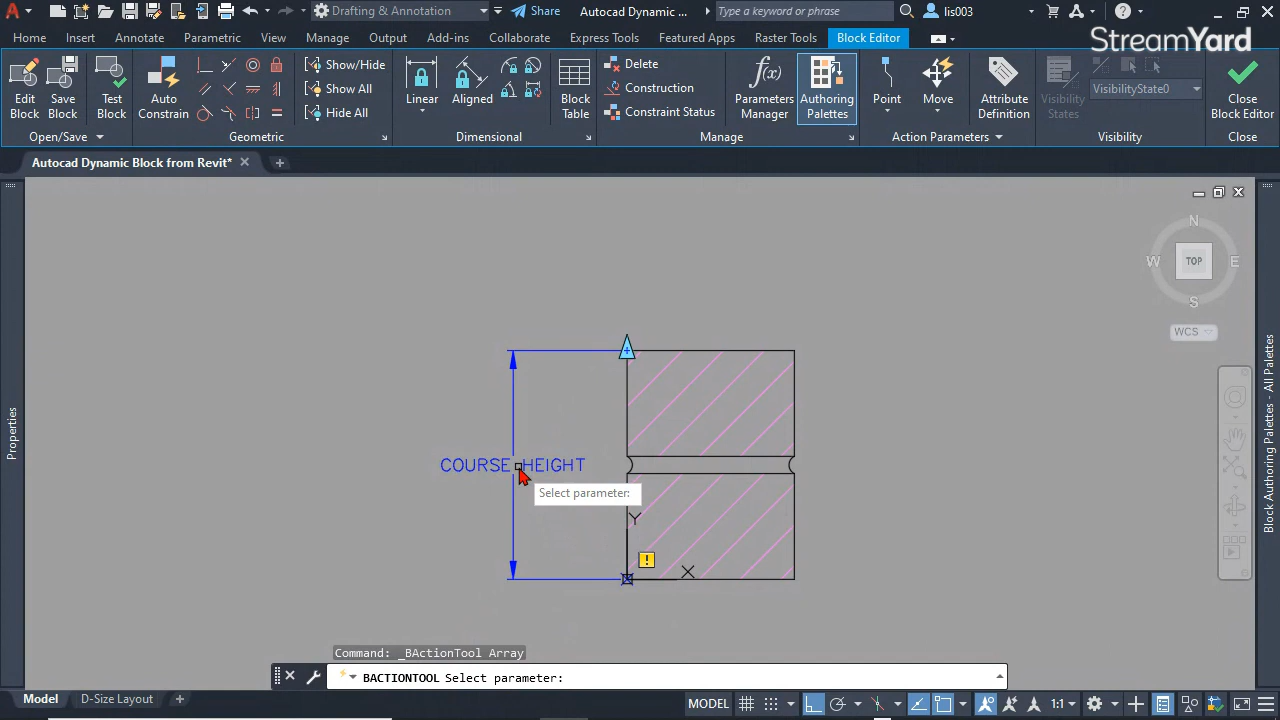 Drafting & Annotation
Share
Autocad Dynamic ...
Type a keyword or phrase
lis003
Home
Insert
Annotate
Parametric
View
Manage
Output
Add-ins
Collaborate
Express Tools
Featured Apps
Raster Tools
Block Editor
StreamYard
Edit
Block
Save
Block
Test
Block
Auto
Constrain
Show/Hide
Show All
Hide All
Linear
Aligned
Block
Table
Delete
Construction
Constraint Status
Parameters
Manager
Authoring
Palettes
Point
Move
Attribute
Definition
Visibility
States
VisibilityState0
Close
Block Editor
Open/Save
Geometric
Dimensional
Manage
Action Parameters
Visibility
Close
Autocad Dynamic Block from Revit*
N
W
TOP
E
S
WCS
Properties
Block Authoring Palettes - All Palettes
COURSE HEIGHT
Select parameter:
Y
X
Command: _BActionTool Array
BACTIONTOOL Select parameter:
Model
D-Size Layout
MODEL
1:1